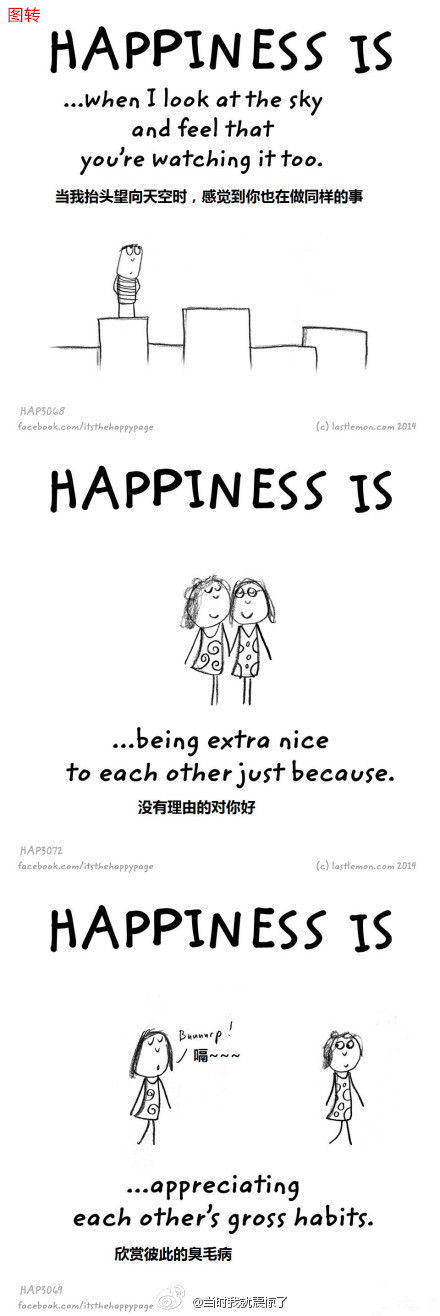 图转
HAPPINESS IS
...when I look at the sky
and feel that
you're watching it too.
当我抬头望向天空时，感觉到你也在做同样的事
HAP3068
facebook.com/itsthehappypage
(c) lastlemon.com 2014
HAPPINESS IS
...being extra nice
to each other just because.
没有理由的对你好
HAP3072
facebook.com/itsthehappypage
(c) lastlemon.com 2014
HAPPINESS IS
Buuuurp!
嗝~~~
...appreciating
each other's gross habits.
欣赏彼此的臭毛病
HAP3069
facebook.com/itsthehappypage
@当时我就震惊了